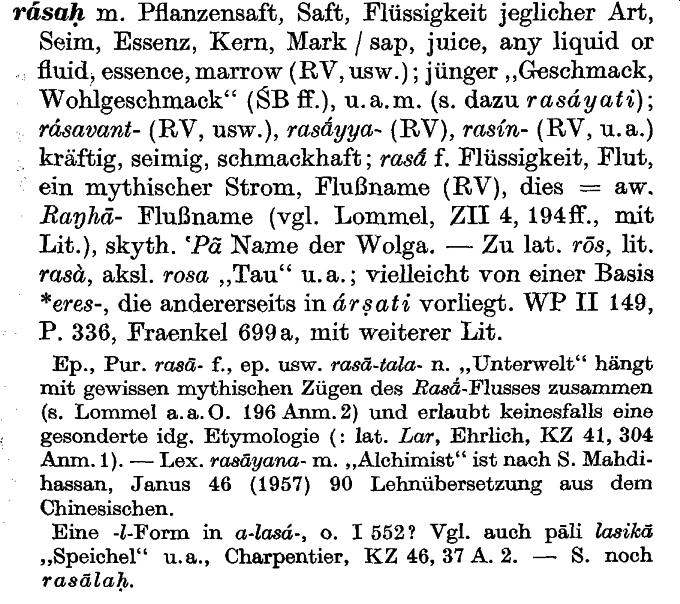 rásaḥ m. Pflanzensaft, Saft, Flüssigkeit jeglicher Art,
Seim, Essenz, Kern, Mark / sap, juice, any liquid or
fluid, essence, marrow (RV, usw.); jünger „Geschmack,
Wohlgeschmack“ (ŚB ff.), u. a. m. (s. dazu rasáyati);
rásavant- (RV, usw.), rasā́yya- (RV), rasín- (RV, u. a.)
kräftig, seimig, schmackhaft; rasā́ f. Flüssigkeit, Flut,
ein mythischer Strom, Flußname (RV), dies = aw.
Raŋhā- Flußname (vgl. Lommel, ZII 4, 194ff., mit
Lit.), skyth. ‘Pā Name der Wolga. — Zu lat. rōs, lit.
rasà, aksl. rosa „Tau“ u. a.; vielleicht von einer Basis
*eres-, die andererseits in árṣati vorliegt. WP II 149,
P. 336, Fraenkel 699a, mit weiterer Lit.
Ep., Pur. rasā- f., ep. usw. rasā-tala- n. „Unterwelt“ hängt
mit gewissen mythischen Zügen des Rasā́-Flusses zusammen
(s. Lommel a. a. O. 196 Anm. 2) und erlaubt keinesfalls eine
gesonderte idg. Etymologie (: lat. Lar, Ehrlich, KZ 41, 304
Anm. 1). — Lex. rasāyana- m. „Alchimist“ ist nach S. Mahdi-
hassan, Janus 46 (1957) 90 Lehnübersetzung aus dem
Chinesischen.
Eine -l-Form in a-lasá-, o. I 552? Vgl. auch pāli lasikā
„Speichel“ u. a., Charpentier, KZ 46, 37 A. 2. — S. noch
rasālaḥ.